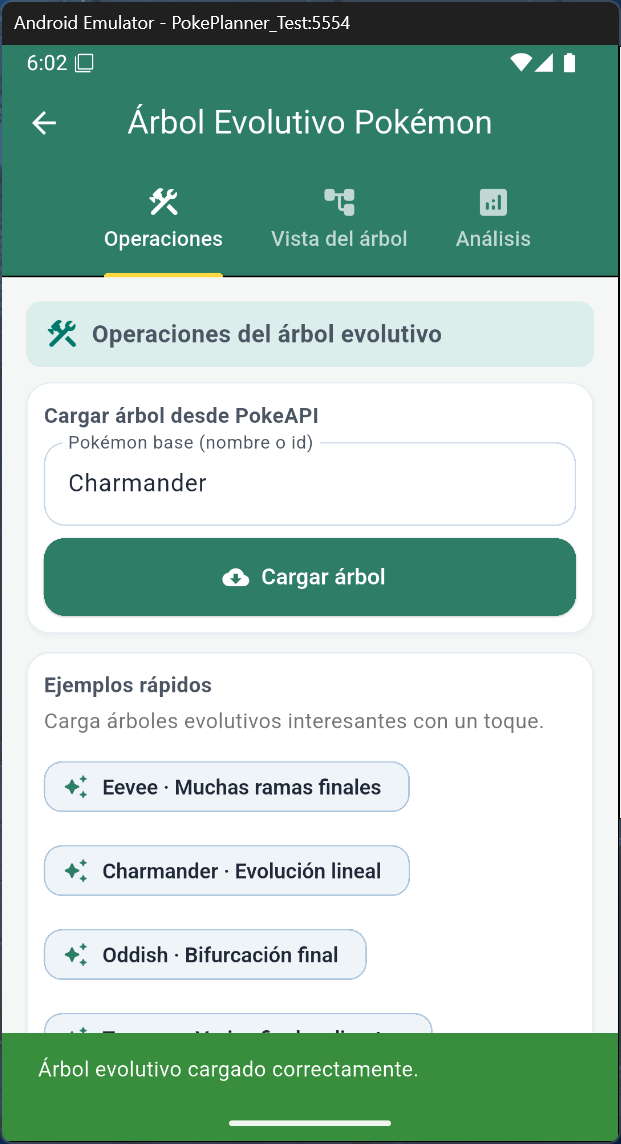 Android Emulator - PokePlanner_Test:5554
6:02
Árbol Evolutivo Pokémon
Operaciones
Vista del árbol
Análisis
Operaciones del árbol evolutivo
Cargar árbol desde PokeAPI
Pokémon base (nombre o id)
Charmander
Cargar árbol
Ejemplos rápidos
Carga árboles evolutivos interesantes con un toque.
Eevee · Muchas ramas finales
Charmander · Evolución lineal
Oddish · Bifurcación final
Árbol evolutivo cargado correctamente.